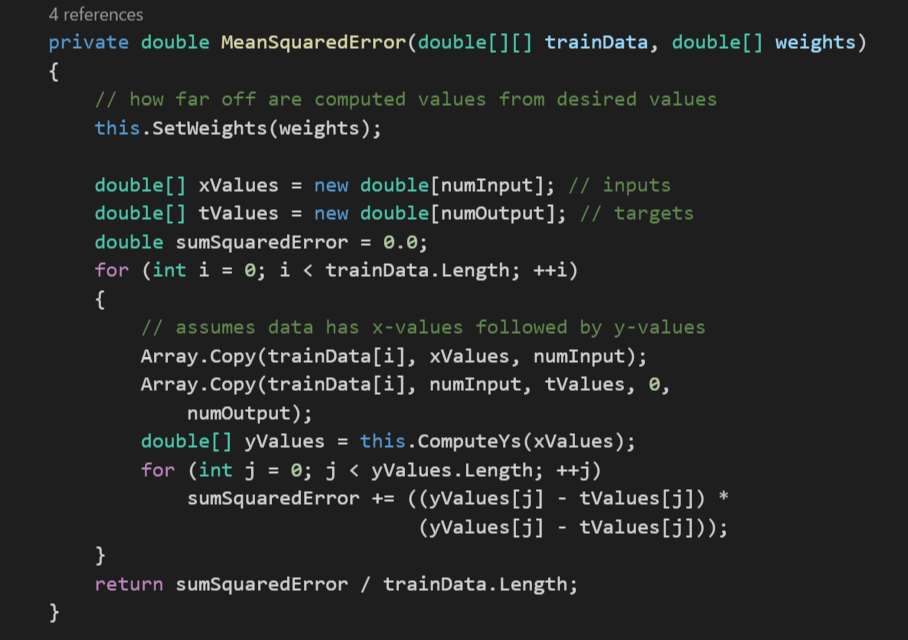 4 references
private double MeanSquaredError(double[][] trainData, double[] weights)
{
// how far off are computed values from desired values
this.SetWeights(weights);
double[] xValues = new double[numInput]; // inputs
double[] tValues = new double[numOutput]; // targets
double sumSquaredError = 0.0;
for (int i = 0; i < trainData.Length; ++i)
{
// assumes data has x-values followed by y-values
Array.Copy(trainData[i], xValues, numInput);
Array.Copy(trainData[i], numInput, tValues, 0,
numOutput);
double[] yValues = this.ComputeYs(xValues);
for (int j = 0; j < yValues.Length; ++j)
sumSquaredError += ((yValues[j] - tValues[j]) *
(yValues[j] - tValues[j]));
}
return sumSquaredError / trainData.Length;
}